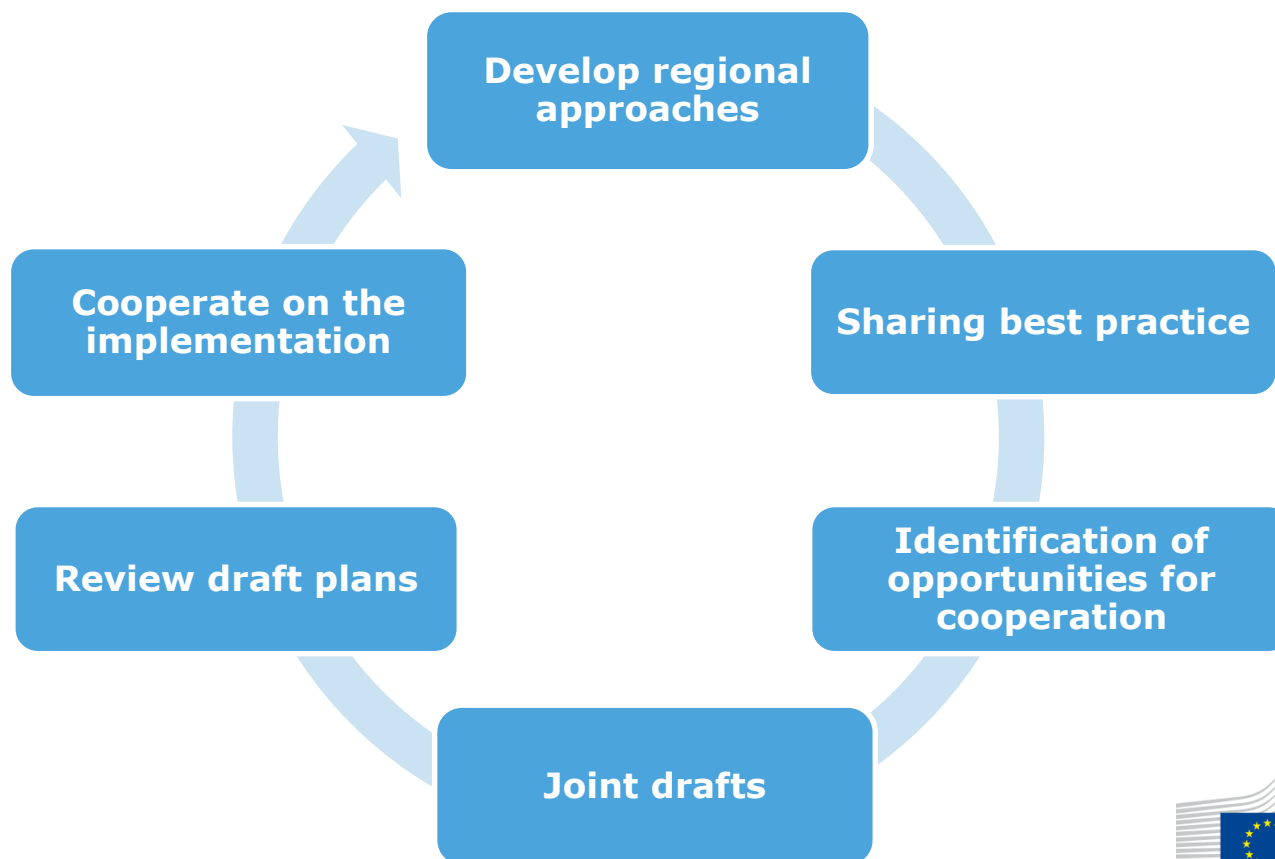 Develop regional
approaches
Sharing best practice
Identification of
opportunities for
cooperation
Joint drafts
Review draft plans
Cooperate on the
implementation